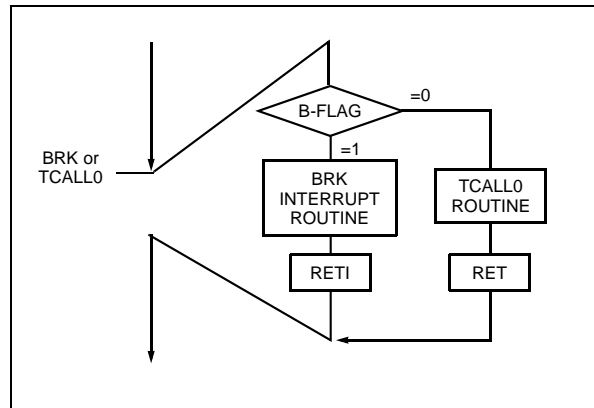 B-FLAG
=0
=1
BRK or
TCALL0
BRK
INTERRUPT
ROUTINE
TCALL0
ROUTINE
RETI
RET